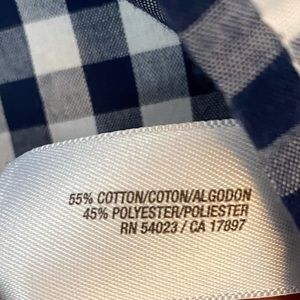 55% COTTON/COTON/ALGODON
45% POLYESTER/POLIESTER
RN 54023 / CA 17897